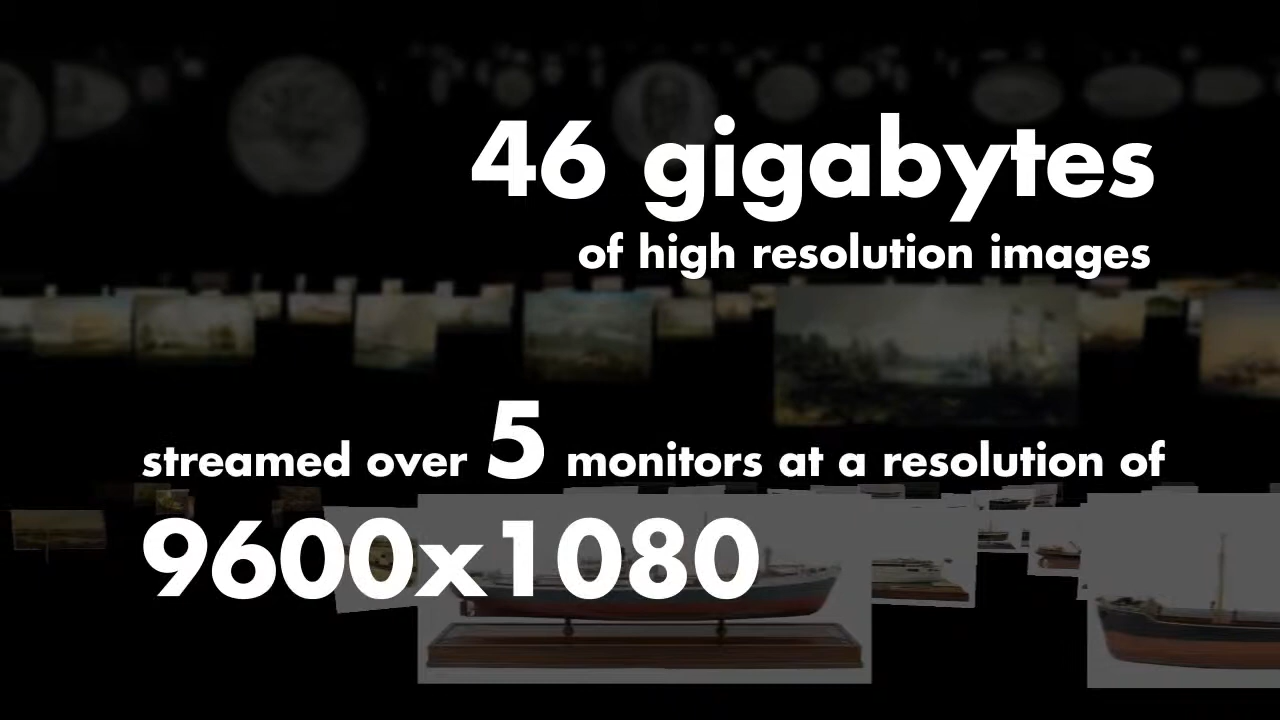 46 gigabytes
of high resolution images
streamed over 5 monitors at a resolution of
9600x1080